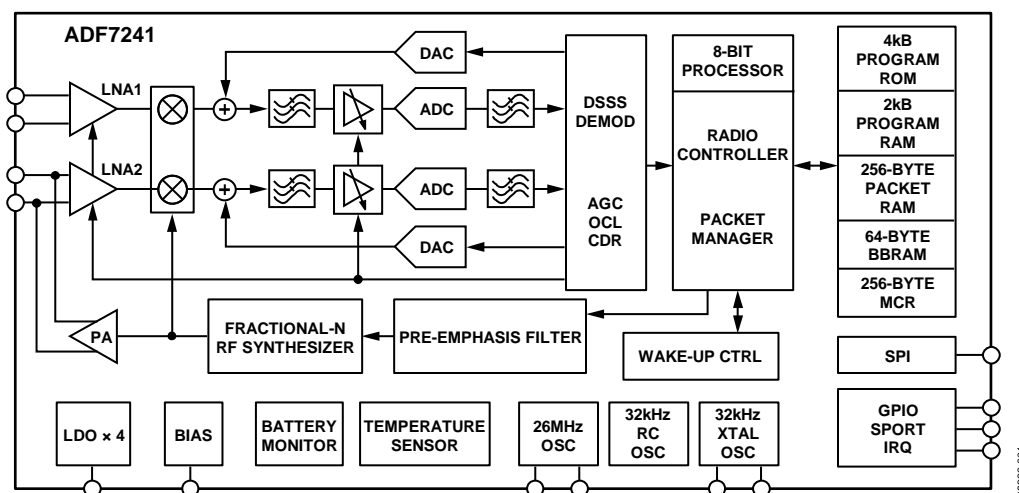 ADF7241
DAC
LNA1
ADC
LNA2
ADC
DAC
DSSS
DEMOD
AGC
OCL
CDR
8-BIT
PROCESSOR
RADIO
CONTROLLER
PACKET
MANAGER
4kB
PROGRAM
ROM
2kB
PROGRAM
RAM
256-BYTE
PACKET
RAM
64-BYTE
BBRAM
256-BYTE
MCR
PA
FRACTIONAL-N
RF SYNTHESIZER
PRE-EMPHASIS FILTER
WAKE-UP CTRL
SPI
GPIO
SPORT
IRQ
LDO × 4
BIAS
BATTERY
MONITOR
TEMPERATURE
SENSOR
26MHz
OSC
32kHz
RC
OSC
32kHz
XTAL
OSC